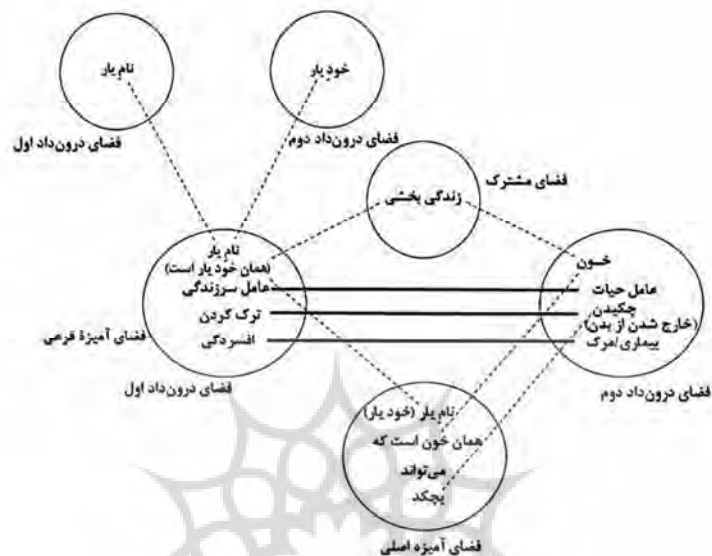 نام یار
خود یار
فضای درون‌داد اول
فضای درون‌داد دوم
فضای مشترک
زندگی بخشی
نام یار
(همان خود یار است)
عامل سرزندگی
ترک کردن
افسردگی
فضای آمیزهٔ فرعی
فضای درون‌داد اول
خون
عامل حیات
چکیدن
(خارج شدن از بدن)
بیماری/مرگ
فضای درون‌داد دوم
نام یار (خود یار)
همان خون است که
می‌تواند
بچکد
فضای آمیزه اصلی